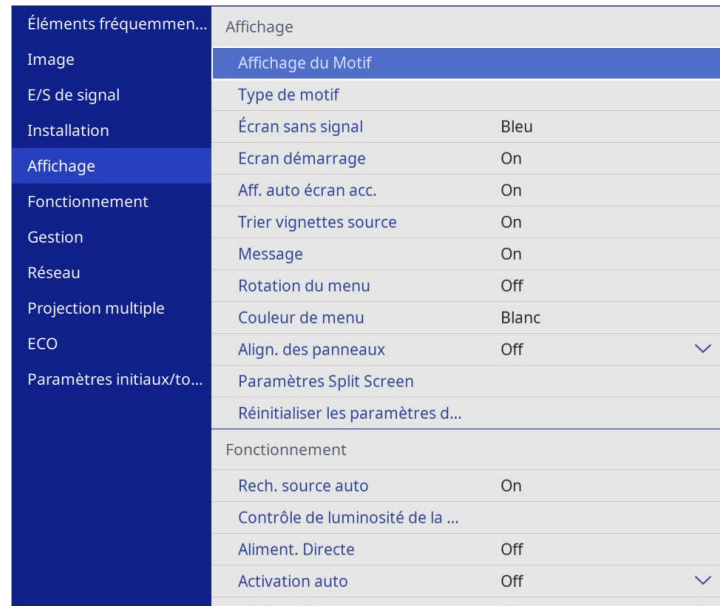 Éléments fréquemmen...
Image
E/S de signal
Installation
Affichage
Fonctionnement
Gestion
Réseau
Projection multiple
ECO
Paramètres initiaux/to...
Affichage
Affichage du Motif
Type de motif
Écran sans signal Bleu
Ecran démarrage On
Aff. auto écran acc. On
Trier vignettes source On
Message On
Rotation du menu Off
Couleur de menu Blanc
Align. des panneaux Off
Paramètres Split Screen
Réinitialiser les paramètres d...
Fonctionnement
Rech. source auto On
Contrôle de luminosité de la ...
Aliment. Directe Off
Activation auto Off